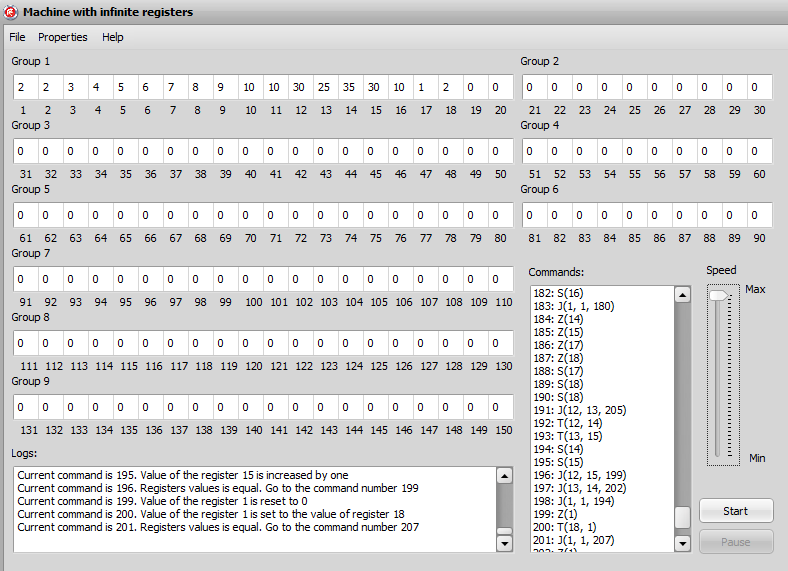 Machine with infinite registers
File Properties Help
Group 1
2 2 3 4 5 6 7 8 9 10 10 30 25 35 30 10 1 2 0 0
1 2 3 4 5 6 7 8 9 10 11 12 13 14 15 16 17 18 19 20
Group 2
0 0 0 0 0 0 0 0 0 0
21 22 23 24 25 26 27 28 29 30
Group 3
0 0 0 0 0 0 0 0 0 0 0 0 0 0 0 0 0 0 0 0
31 32 33 34 35 36 37 38 39 40 41 42 43 44 45 46 47 48 49 50
Group 4
0 0 0 0 0 0 0 0 0 0
51 52 53 54 55 56 57 58 59 60
Group 5
0 0 0 0 0 0 0 0 0 0 0 0 0 0 0 0 0 0 0 0
61 62 63 64 65 66 67 68 69 70 71 72 73 74 75 76 77 78 79 80
Group 6
0 0 0 0 0 0 0 0 0 0
81 82 83 84 85 86 87 88 89 90
Group 7
0 0 0 0 0 0 0 0 0 0 0 0 0 0 0 0 0 0 0 0
91 92 93 94 95 96 97 98 99 100 101 102 103 104 105 106 107 108 109 110
Group 8
0 0 0 0 0 0 0 0 0 0 0 0 0 0 0 0 0 0 0 0
111 112 113 114 115 116 117 118 119 120 121 122 123 124 125 126 127 128 129 130
Group 9
0 0 0 0 0 0 0 0 0 0 0 0 0 0 0 0 0 0 0 0
131 132 133 134 135 136 137 138 139 140 141 142 143 144 145 146 147 148 149 150
Logs:
Current command is 195. Value of the register 15 is increased by one
Current command is 196. Registers values is equal. Go to the command number 199
Current command is 199. Value of the register 1 is reset to 0
Current command is 200. Value of the register 1 is set to the value of register 18
Current command is 201. Registers values is equal. Go to the command number 207
Commands:
182: S(16)
183: J(1, 1, 180)
184: Z(14)
185: Z(15)
186: Z(17)
187: Z(18)
188: S(17)
189: S(18)
190: S(18)
191: J(12, 13, 205)
192: T(12, 14)
193: T(13, 15)
194: S(14)
195: S(15)
196: J(12, 15, 199)
197: J(13, 14, 202)
198: J(1, 1, 194)
199: Z(1)
200: T(18, 1)
201: J(1, 1, 207)
Speed
Max
Min
Start
Pause